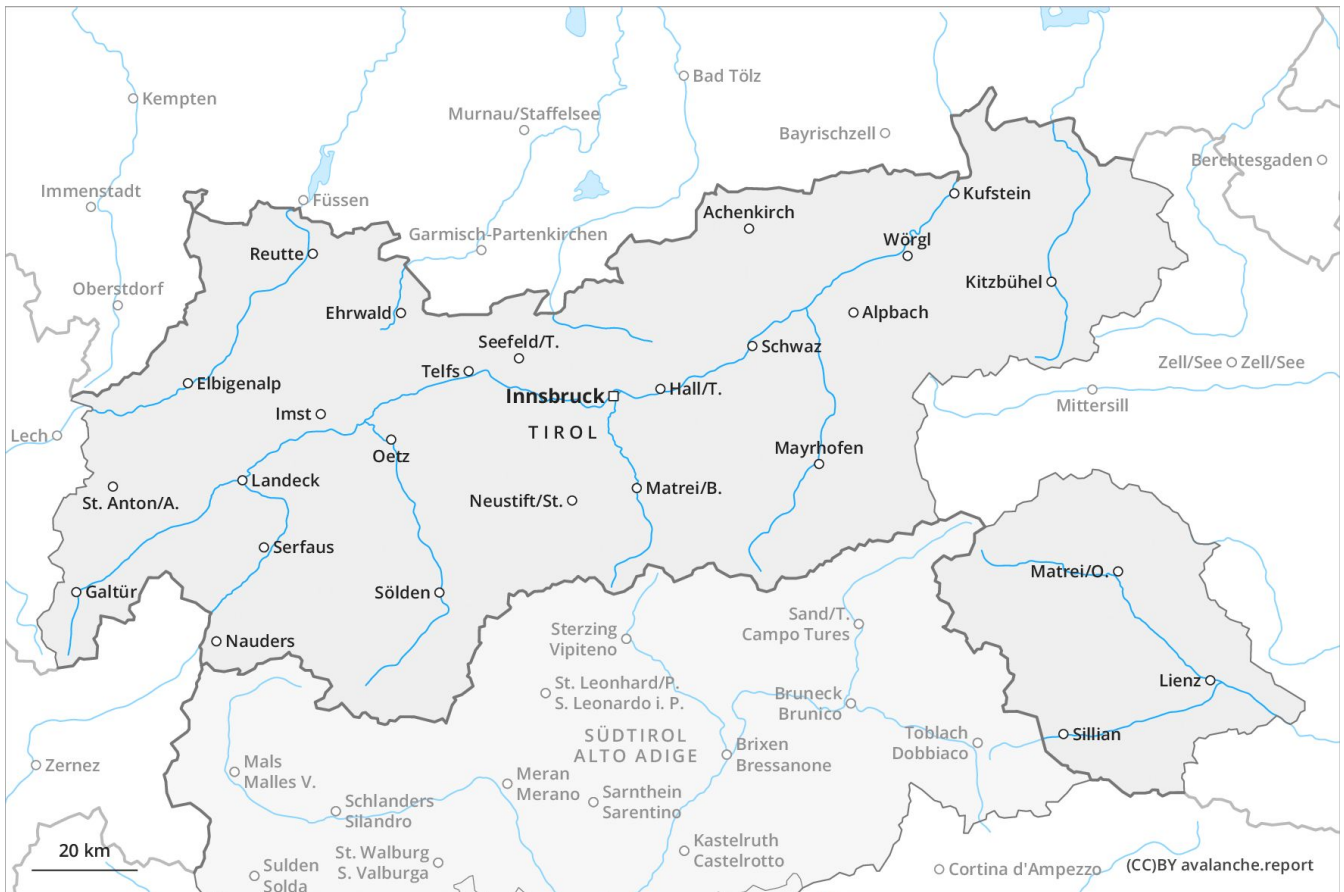 Bad Tölz
Kempten
Murnau/Staffelsee
Bayrischzell
Berchtesgaden
Immenstadt
Füssen
Kufstein
Achenkirch
Garmisch-Partenkirchen
Wörgl
Reutte
Kitzbühel
Oberstdorf
Ehrwald
Alpbach
Seefeld/T.
Schwaz
Zell/See
Zell/See
Telfs
Elbigenalp
Hall/T.
Innsbruck
Mittersill
Imst
TIROL
Lech
Oetz
Mayrhofen
Landeck
St. Anton/A.
Neustift/St.
Matrei/B.
Serfaus
Matrei/O.
Galtür
Sölden
Sand/T.
Campo Tures
Nauders
Sterzing
Vipiteno
Lienz
St. Leonhard/P.
S. Leonardo i. P.
Bruneck
Brunico
Sillian
SÜDTIROL
ALTO ADIGE
Toblach
Dobbiaco
Brixen
Bressanone
Zernez
Mals
Malles V.
Meran
Merano
Sarnthein
Sarentino
Schlanders
Silandro
Kastelruth
Castelrotto
20 km
St. Walburg
S. Valburga
Sulden
Solda
Cortina d'Ampezzo
(CC)BY avalanche.report